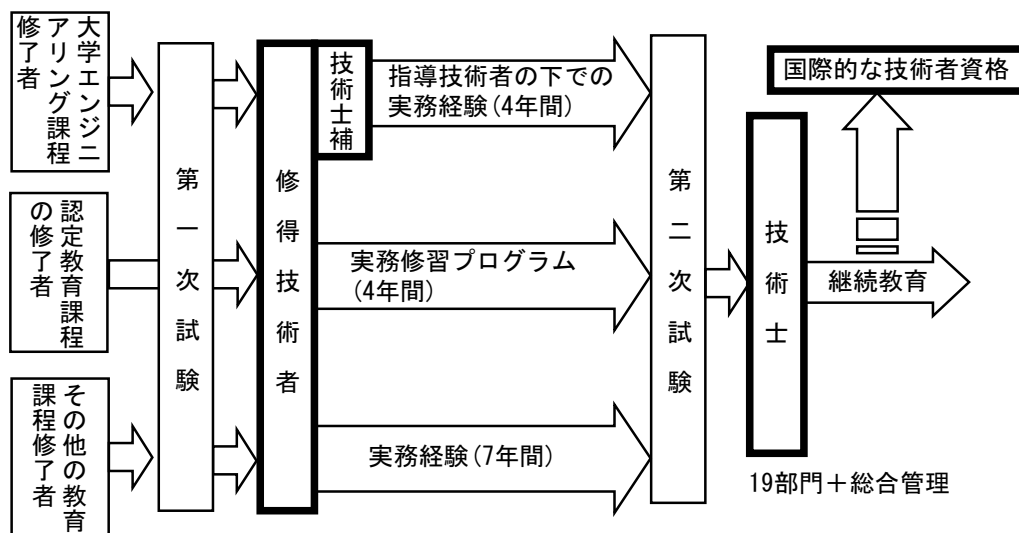 大学エンジニ
アリング課程
修了者
認定教育課程
の修了者
その他の教育
課程修了者
第一次試験
修得技術者
技術士補
指導技術者の下での
実務経験(4年間)
実務修習プログラム
(4年間)
実務経験(7年間)
第二次試験
技術士
国際的な技術者資格
継続教育
19部門＋総合管理